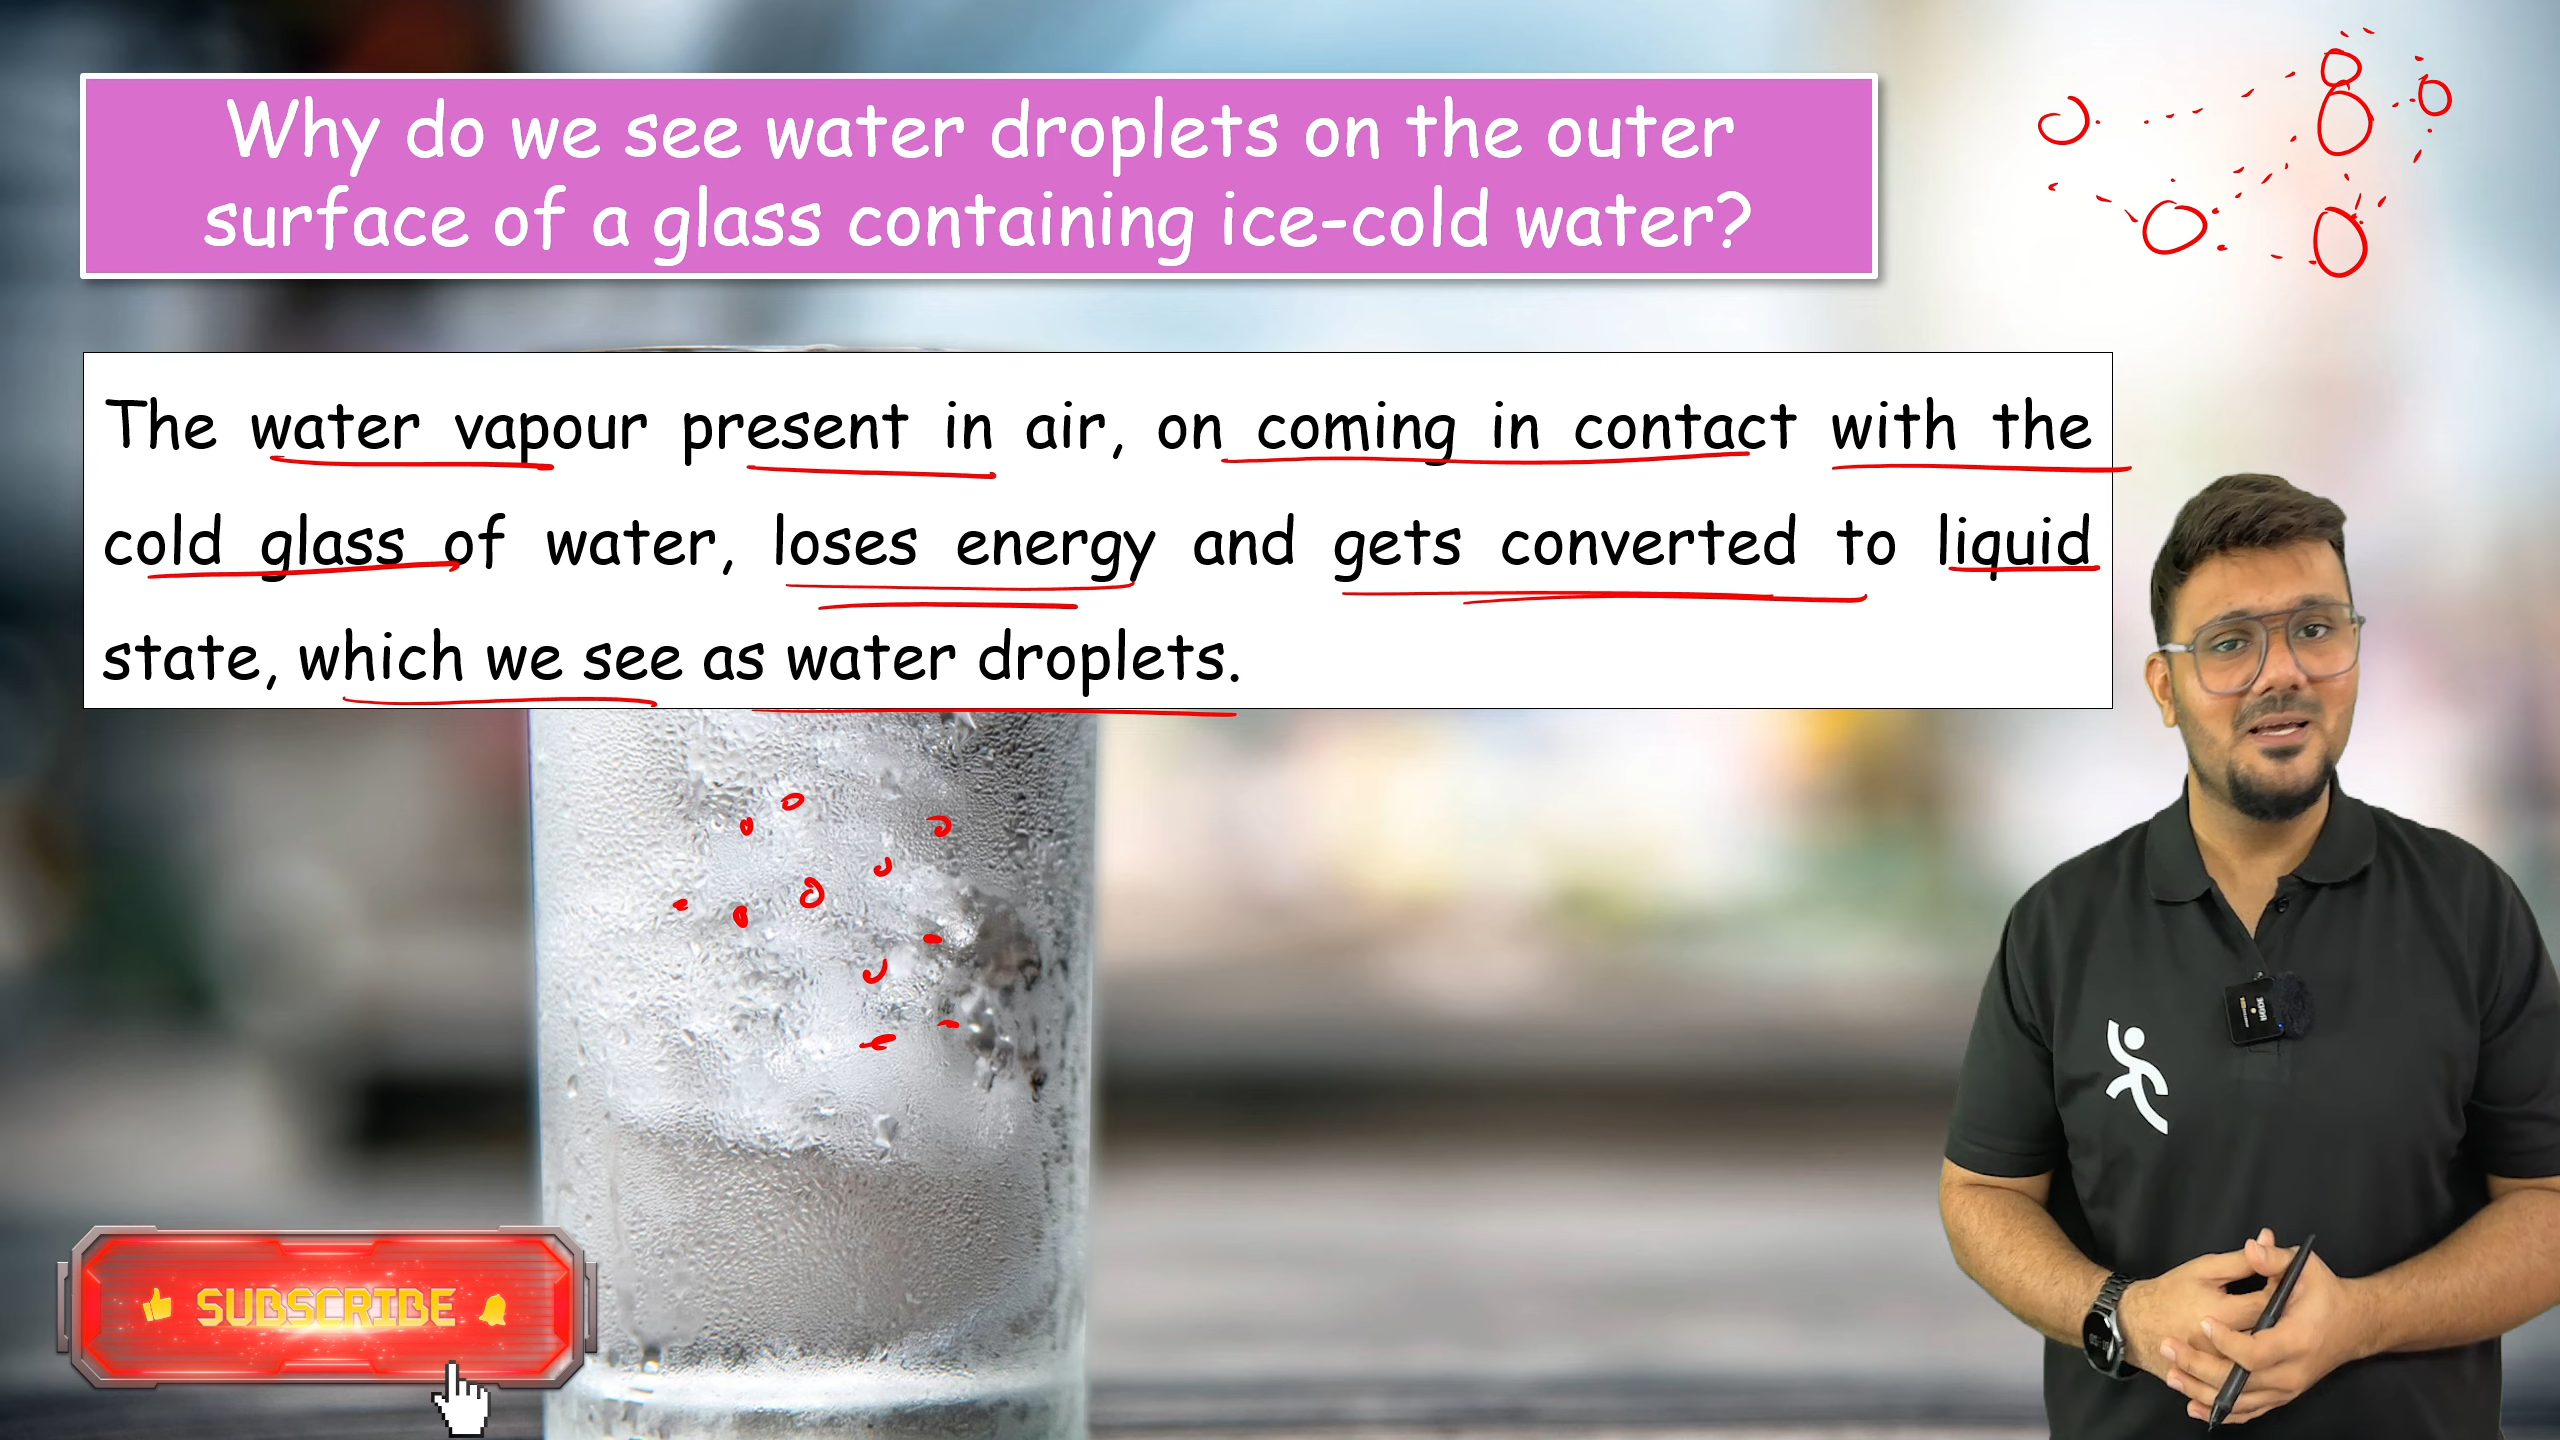 Why do we see water droplets on the outer
surface of a glass containing ice-cold water?
The water vapour present in air, on coming in contact with the
cold glass of water, loses energy and gets converted to liquid
state, which we see as water droplets.
SUBSCRIBE